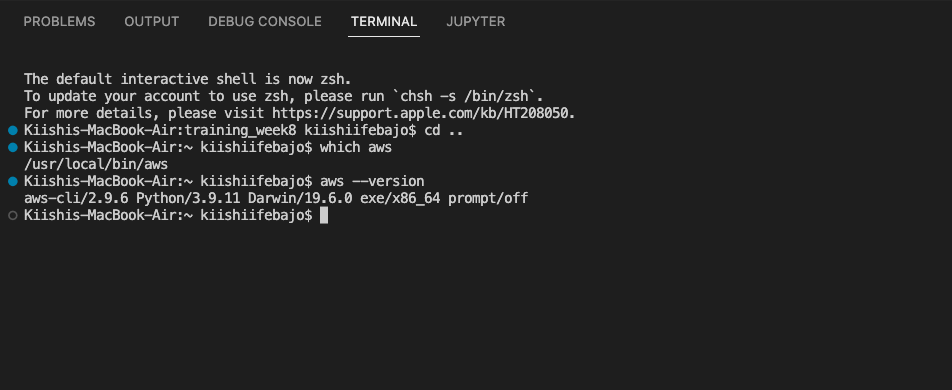 PROBLEMS OUTPUT DEBUG CONSOLE TERMINAL JUPYTER
The default interactive shell is now zsh.
To update your account to use zsh, please run `chsh -s /bin/zsh`.
For more details, please visit https://support.apple.com/kb/HT208050.
Kiishis-MacBook-Air:training_week8 kiishiifebajo$ cd ..
Kiishis-MacBook-Air:~ kiishiifebajo$ which aws
/usr/local/bin/aws
Kiishis-MacBook-Air:~ kiishiifebajo$ aws --version
aws-cli/2.9.6 Python/3.9.11 Darwin/19.6.0 exe/x86_64 prompt/off
Kiishis-MacBook-Air:~ kiishiifebajo$